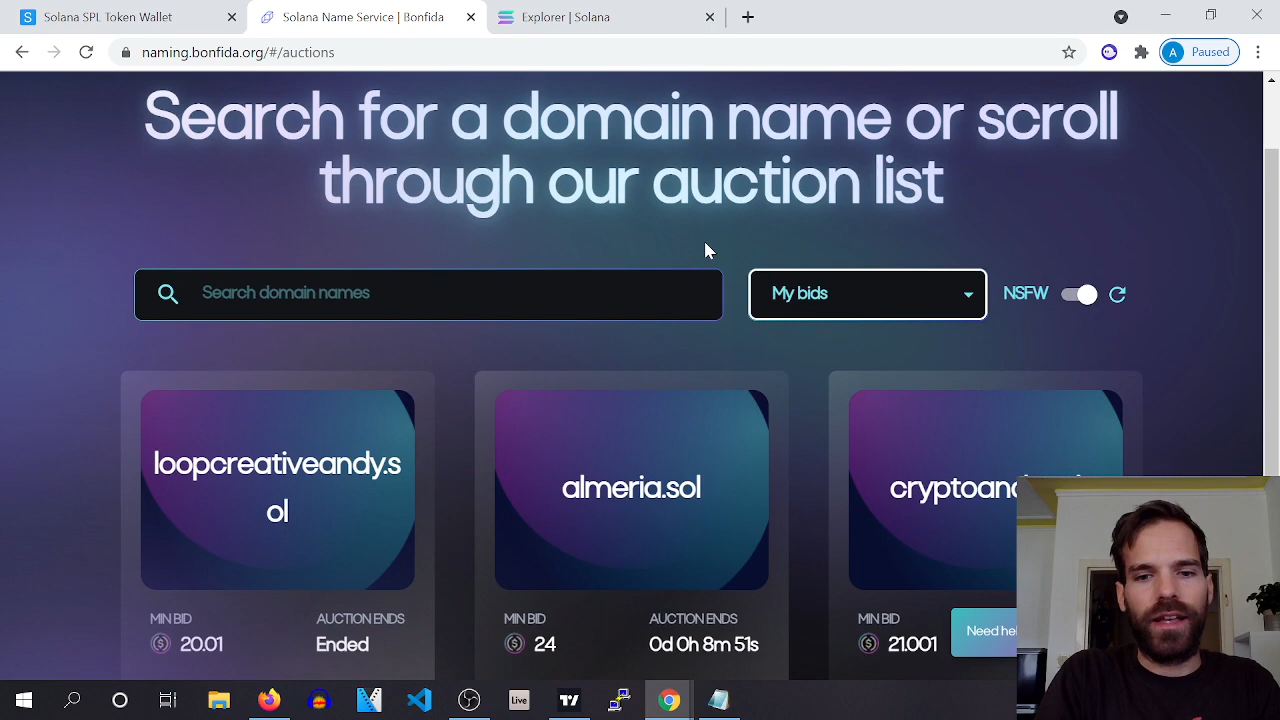 Solana SPL Token Wallet
Solana Name Service | Bonfida
Explorer | Solana
naming.bonfida.org/#/auctions
A Paused
Search for a domain name or scroll
through our auction list
Search domain names
My bids
NSFW
loopcreativeandy.s
ol
almeria.sol
MIN BID
AUCTION ENDS
20.01
Ended
MIN BID
AUCTION ENDS
24
0d 0h 8m 51s
MIN BID
21.001
Need
Live